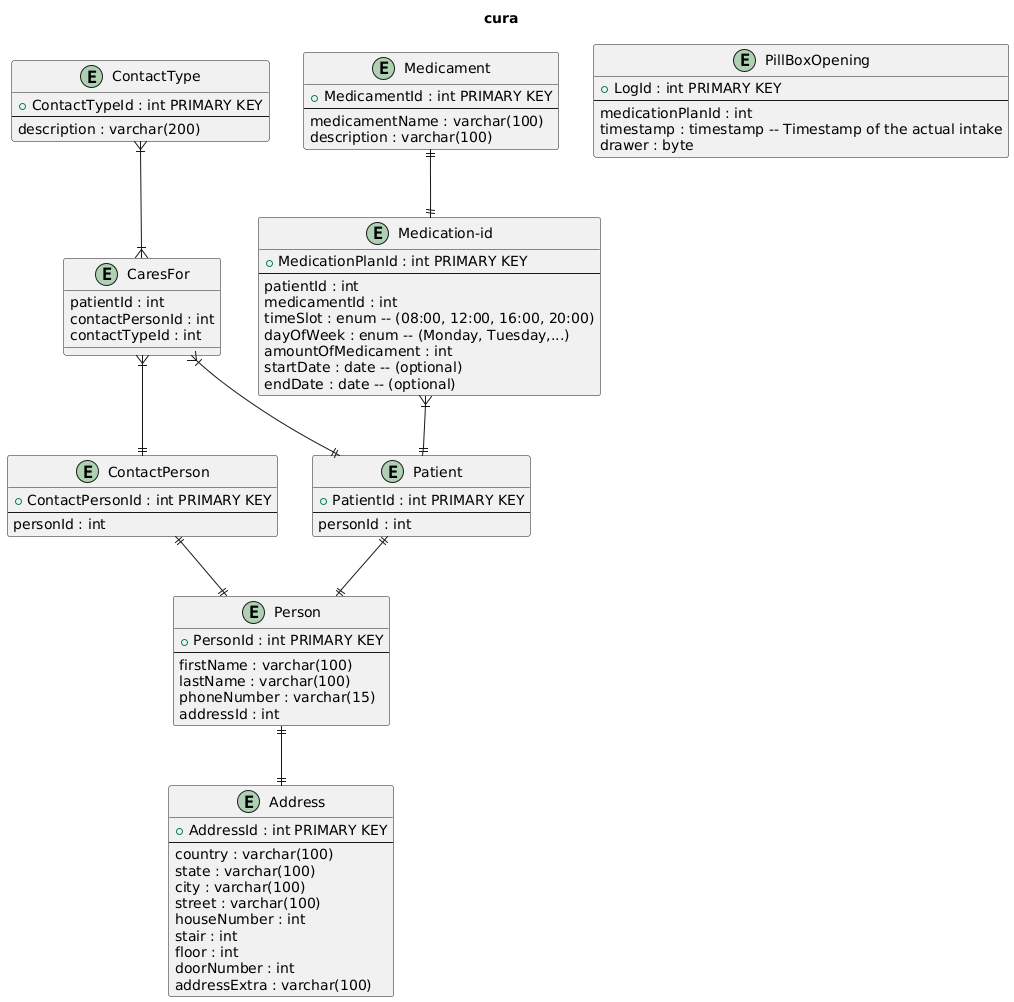 cura
E ContactType
ContactTypeId : int PRIMARY KEY
description : varchar(200)
E Medicament
MedicamentId : int PRIMARY KEY
medicamentName : varchar(100)
description : varchar(100)
E PillBoxOpening
LogId : int PRIMARY KEY
medicationPlanId : int
timestamp : timestamp -- Timestamp of the actual intake
drawer : byte
E CaresFor
patientId : int
contactPersonId : int
contactTypeId : int
E Medication-id
MedicationPlanId : int PRIMARY KEY
patientId : int
medicamentId : int
timeSlot : enum -- (08:00, 12:00, 16:00, 20:00)
dayOfWeek : enum -- (Monday, Tuesday,...)
amountOfMedicament : int
startDate : date -- (optional)
endDate : date -- (optional)
E ContactPerson
ContactPersonId : int PRIMARY KEY
personId : int
E Patient
PatientId : int PRIMARY KEY
personId : int
E Person
PersonId : int PRIMARY KEY
firstName : varchar(100)
lastName : varchar(100)
phoneNumber : varchar(15)
addressId : int
E Address
AddressId : int PRIMARY KEY
country : varchar(100)
state : varchar(100)
city : varchar(100)
street : varchar(100)
houseNumber : int
stair : int
floor : int
doorNumber : int
addressExtra : varchar(100)